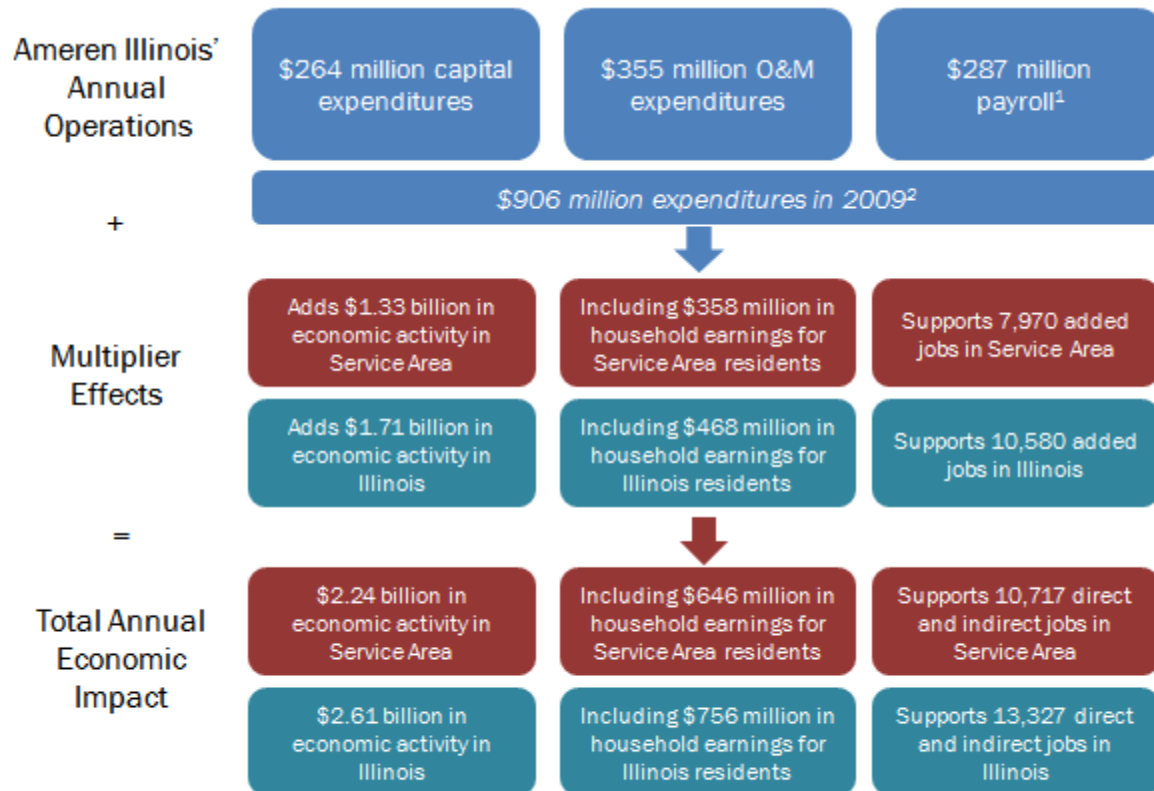 Ameren Illinois'
Annual
Operations
$264 million capital
expenditures
$355 million O&M
expenditures
$287 million
payroll¹
+
$906 million expenditures in 2009²
Multiplier
Effects
Adds $1.33 billion in
economic activity in
Service Area
Including $358 million in
household earnings for
Service Area residents
Supports 7,970 added
jobs in Service Area
Adds $1.71 billion in
economic activity in
Illinois
Including $468 million in
household earnings for
Illinois residents
Supports 10,580 added
jobs in Illinois
=
Total Annual
Economic
Impact
$2.24 billion in
economic activity in
Service Area
Including $646 million in
household earnings for
Service Area residents
Supports 10,717 direct
and indirect jobs in
Service Area
$2.61 billion in
economic activity in
Illinois
Including $756 million in
household earnings for
Illinois residents
Supports 13,327 direct
and indirect jobs in
Illinois